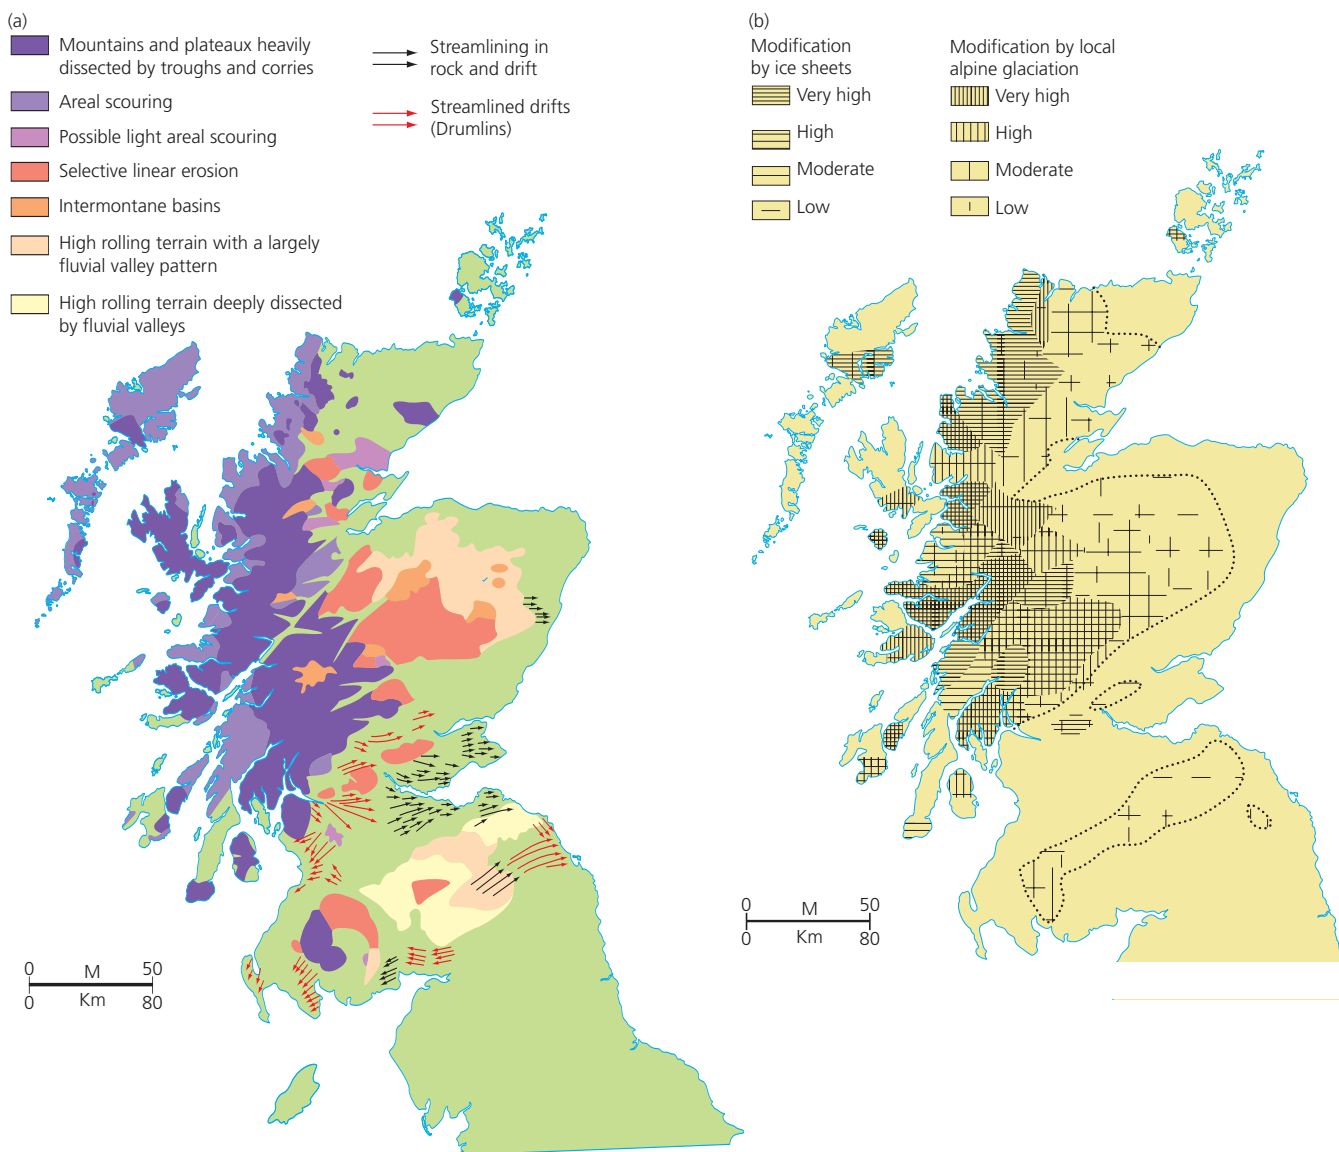 (a)
Mountains and plateaux heavily
dissected by troughs and corries
Areal scouring
Possible light areal scouring
Selective linear erosion
Intermontane basins
High rolling terrain with a largely
fluvial valley pattern
High rolling terrain deeply dissected
by fluvial valleys
Streamlining in
rock and drift
Streamlined drifts
(Drumlins)
0 M 50
0 Km 80
(b)
Modification
by ice sheets
Very high
High
Moderate
Low
Modification by local
alpine glaciation
Very high
High
Moderate
Low
0 M 50
0 Km 80